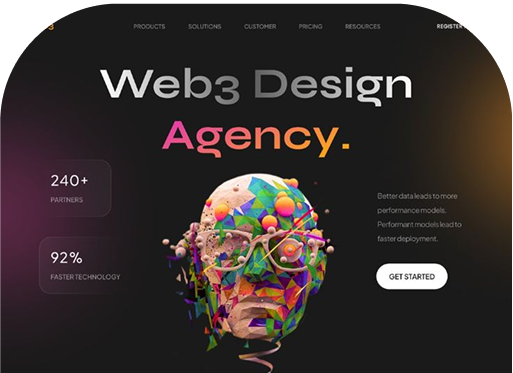 3
PRODUCTS SOLUTIONS CUSTOMER PRICING RESOURCES REGISTER
Web3 Design
Agency.
240+
PARTNERS
92%
FASTER TECHNOLOGY
Better data leads to more
performance models.
Performant models lead to
faster deployment.
GET STARTED